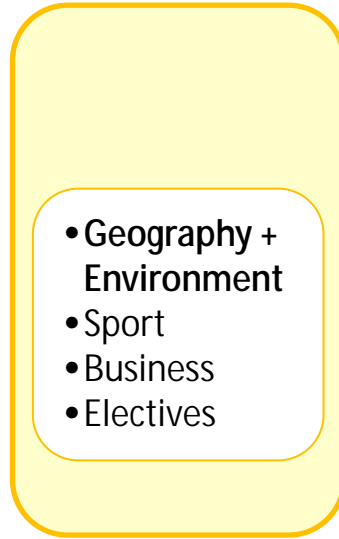 •Geography +
Environment
•Sport
•Business
•Electives